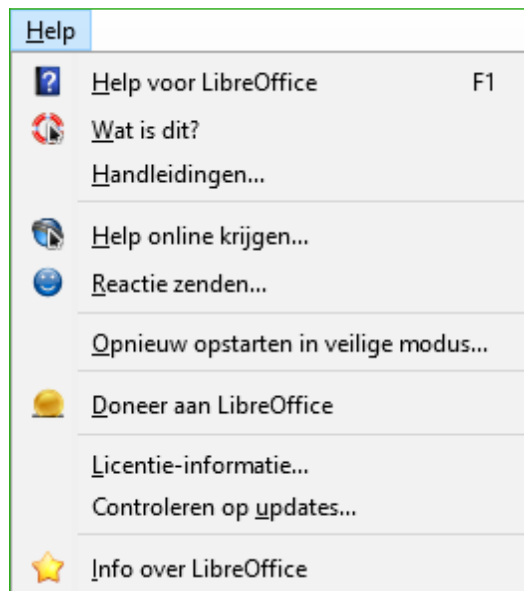 Help
Help voor LibreOffice F1
Wat is dit?
Handleidingen...
Help online krijgen...
Reactie zenden...
Opnieuw opstarten in veilige modus...
Doneer aan LibreOffice
Licentie-informatie...
Controleren op updates...
Info over LibreOffice